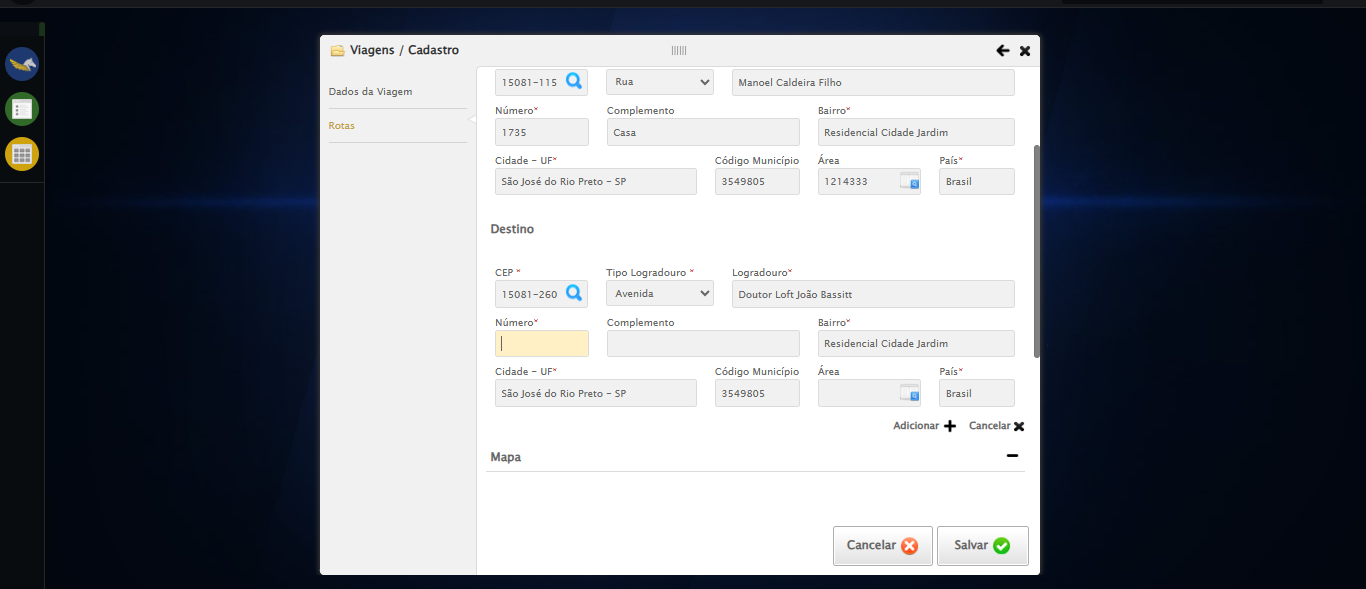 Viagens / Cadastro
Dados da Viagem
Rotas
15081-115 Rua Manoel Caldeira Filho
Número* Complemento Bairro*
1735 Casa Residencial Cidade Jardim
Cidade - UF* Código Município Área País*
São José do Rio Preto - SP 3549805 1214333 Brasil
Destino
CEP * Tipo Logradouro * Logradouro*
15081-260 Avenida Doutor Loft João Bassitt
Número* Complemento Bairro*
Residencial Cidade Jardim
Cidade - UF* Código Município Área País*
São José do Rio Preto - SP 3549805 Brasil
Adicionar Cancelar
Mapa
Cancelar Salvar